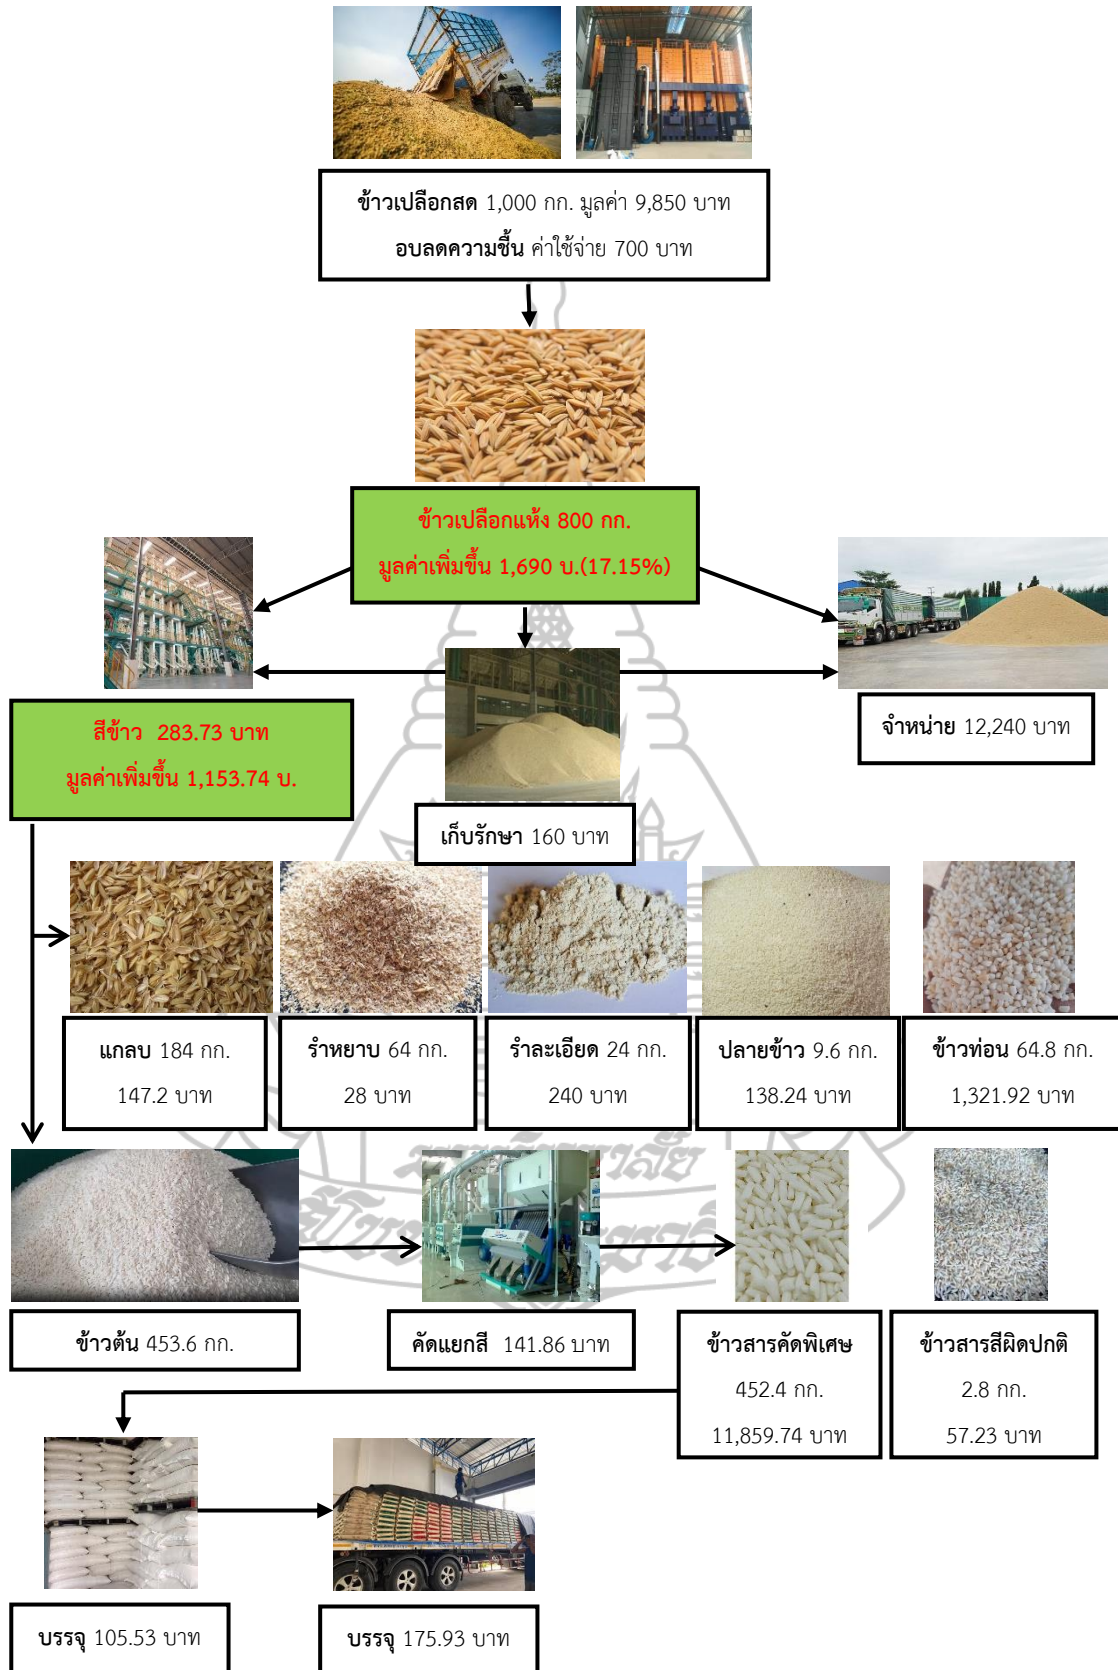 ข้าวเปลือกสด 1,000 กก. มูลค่า 9,850 บาท
อบลดความชื้น ค่าใช้จ่าย 700 บาท
ข้าวเปลือกแห้ง 800 กก.
มูลค่าเพิ่มขึ้น 1,690 บ.(17.15%)
สีข้าว 283.73 บาท
มูลค่าเพิ่มขึ้น 1,153.74 บ.
จำหน่าย 12,240 บาท
เก็บรักษา 160 บาท
แกลบ 184 กก.
147.2 บาท
รำหยาบ 64 กก.
28 บาท
รำละเอียด 24 กก.
240 บาท
ปลายข้าว 9.6 กก.
138.24 บาท
ข้าวท่อน 64.8 กก.
1,321.92 บาท
ข้าวต้น 453.6 กก.
คัดแยกสี 141.86 บาท
ข้าวสารคัดพิเศษ
452.4 กก.
11,859.74 บาท
ข้าวสารสีผิดปกติ
2.8 กก.
57.23 บาท
บรรจุ 105.53 บาท
บรรจุ 175.93 บาท